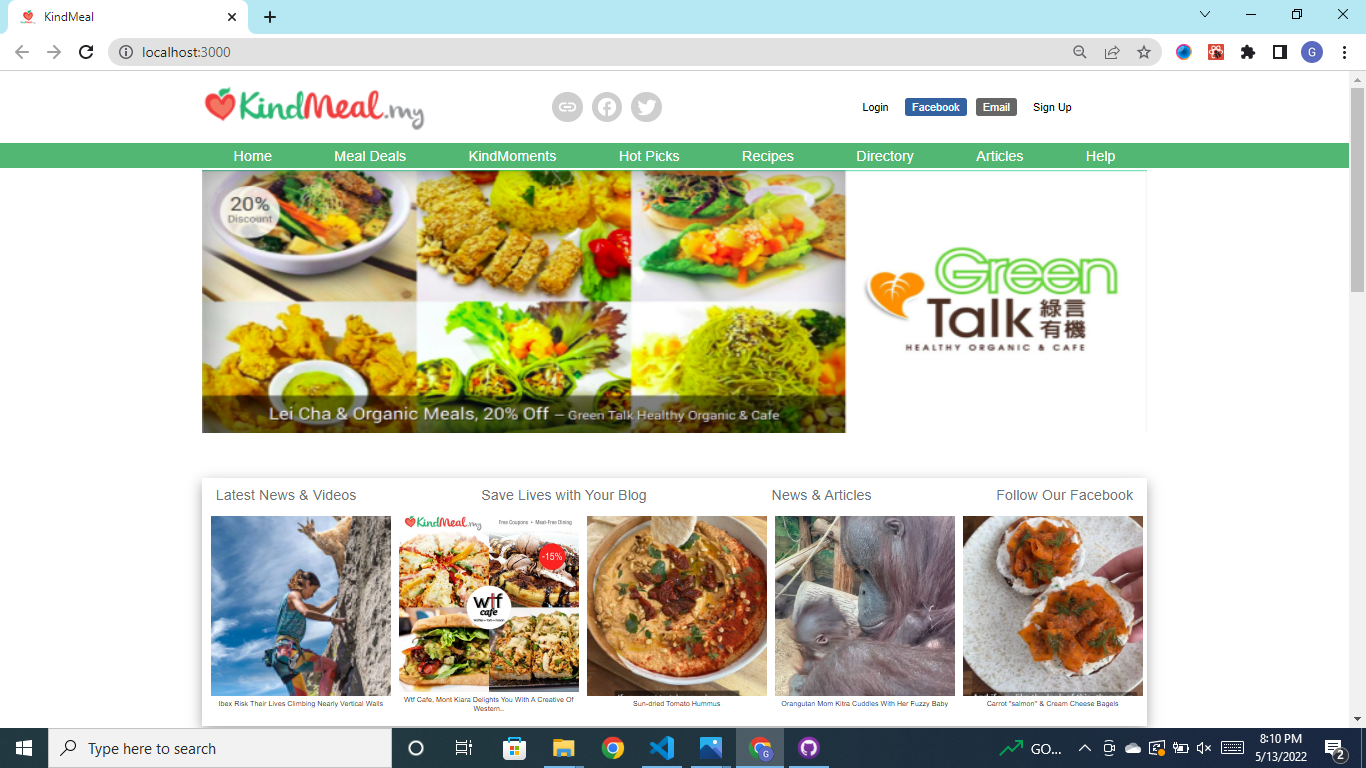 KindMeal
localhost:3000
G
KindMeal.my
Login
Facebook
Email
Sign Up
Home
Meal Deals
KindMoments
Hot Picks
Recipes
Directory
Articles
Help
20%
Discount
Lei Cha & Organic Meals, 20% Off — Green Talk Healthy Organic & Cafe
Green
Talk 綠言
有機
HEALTHY ORGANIC & CAFE
Latest News & Videos
Save Lives with Your Blog
News & Articles
Follow Our Facebook
KindMeal.my
Free Coupons • Meat-Free Dining
-15%
wtf
cafe
Ibex Risk Their Lives Climbing Nearly Vertical Walls
Wtf Cafe, Mont Kiara Delights You With A Creative Of
Western..
Sun-dried Tomato Hummus
Orangutan Mom Kitra Cuddles With Her Fuzzy Baby
Carrot "salmon" & Cream Cheese Bagels
Type here to search
G
GO...
8:10 PM
5/13/2022
2